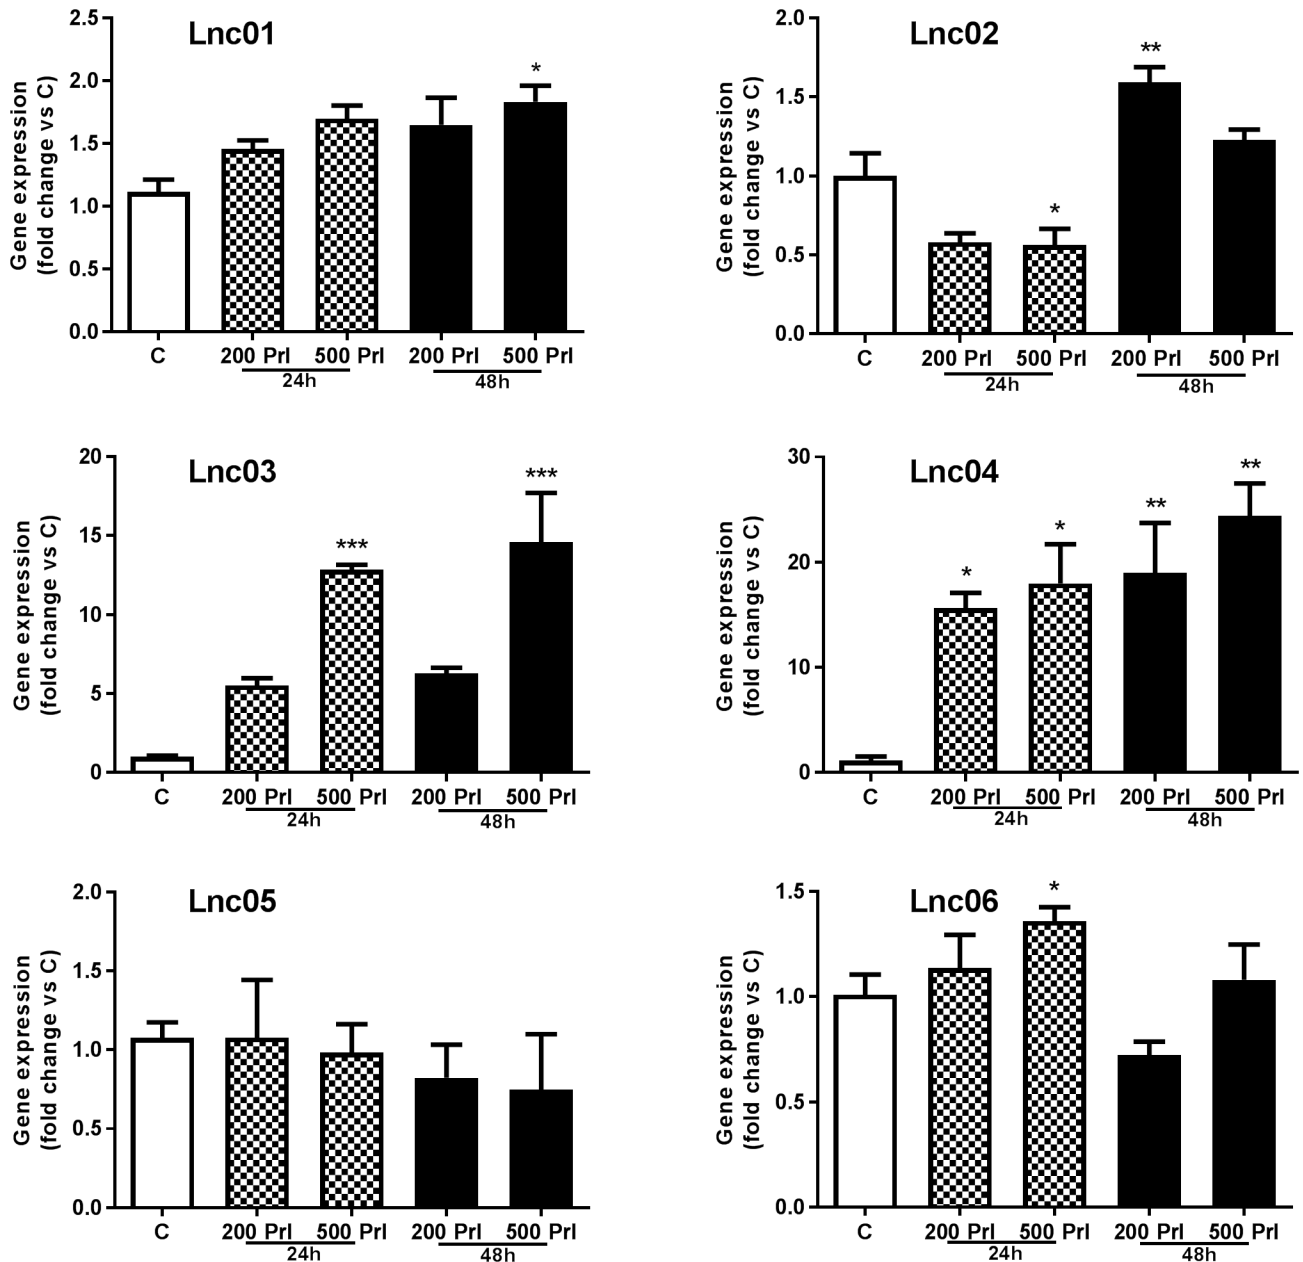 Lnc01
Gene expression
(fold change vs C)
2.5
2.0
1.5
1.0
0.5
0.0
*
C 200 Prl 500 Prl 200 Prl 500 Prl
24h 48h
Lnc02
Gene expression
(fold change vs C)
2.0
1.5
1.0
0.5
0.0
*
**
C 200 Prl 500 Prl 200 Prl 500 Prl
24h 48h
Lnc03
Gene expression
(fold change vs C)
20
15
10
5
0
***
***
C 200 Prl 500 Prl 200 Prl 500 Prl
24h 48h
Lnc04
Gene expression
(fold change vs C)
30
20
10
0
*
*
**
**
C 200 Prl 500 Prl 200 Prl 500 Prl
24h 48h
Lnc05
Gene expression
(fold change vs C)
2.0
1.5
1.0
0.5
0.0
C 200 Prl 500 Prl 200 Prl 500 Prl
24h 48h
Lnc06
Gene expression
(fold change vs C)
1.5
1.0
0.5
0.0
*
C 200 Prl 500 Prl 200 Prl 500 Prl
24h 48h